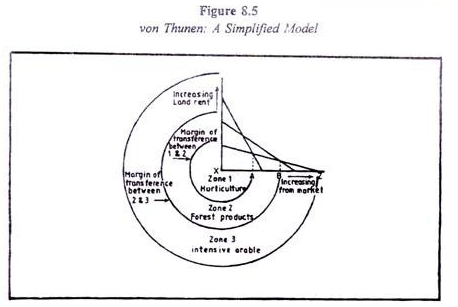 Figure 8.5
von Thunen: A Simplified Model
Increasing
Land rent
Margin of
transference
between
1 & 2
X
A
B
Zone 1
Horticulture
Increasing
from market
Margin of
transference
between
2 & 3
Zone 2
Forest products
Zone 3
intensive arable